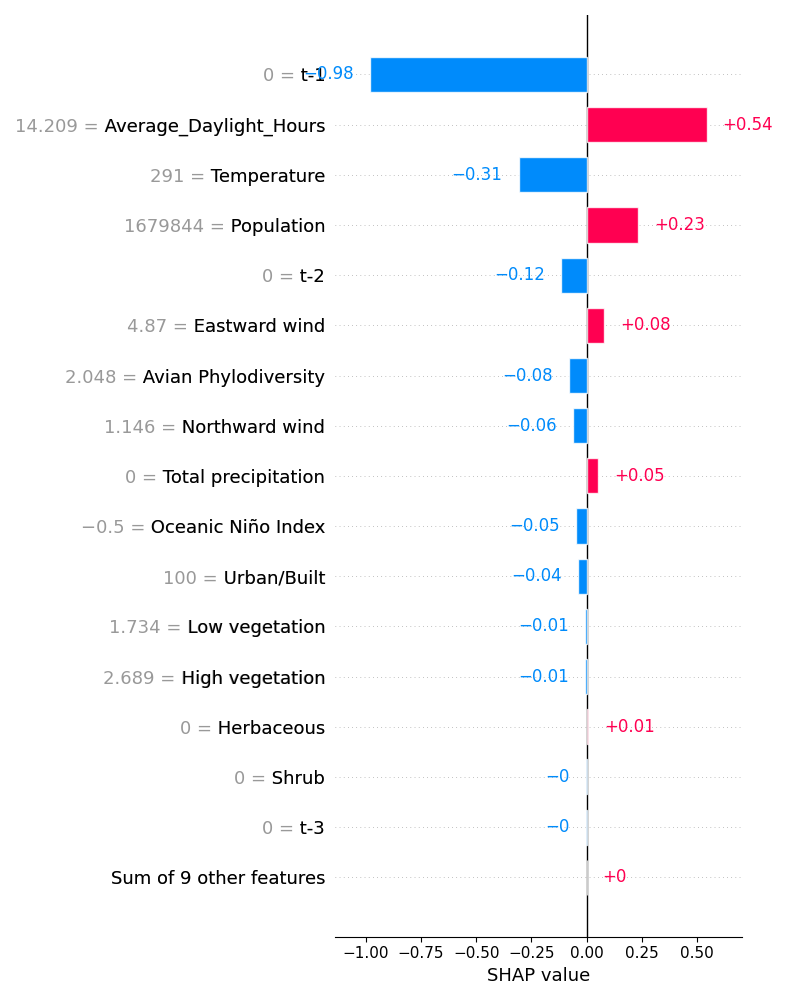 0 = t-1 −0.98
14.209 = Average_Daylight_Hours +0.54
291 = Temperature −0.31
1679844 = Population +0.23
0 = t-2 −0.12
4.87 = Eastward wind +0.08
2.048 = Avian Phylodiversity −0.08
1.146 = Northward wind −0.06
0 = Total precipitation +0.05
−0.5 = Oceanic Niño Index −0.05
100 = Urban/Built −0.04
1.734 = Low vegetation −0.01
2.689 = High vegetation −0.01
0 = Herbaceous +0.01
0 = Shrub −0
0 = t-3 −0
Sum of 9 other features +0
−1.00 −0.75 −0.50 −0.25 0.00 0.25 0.50
SHAP value